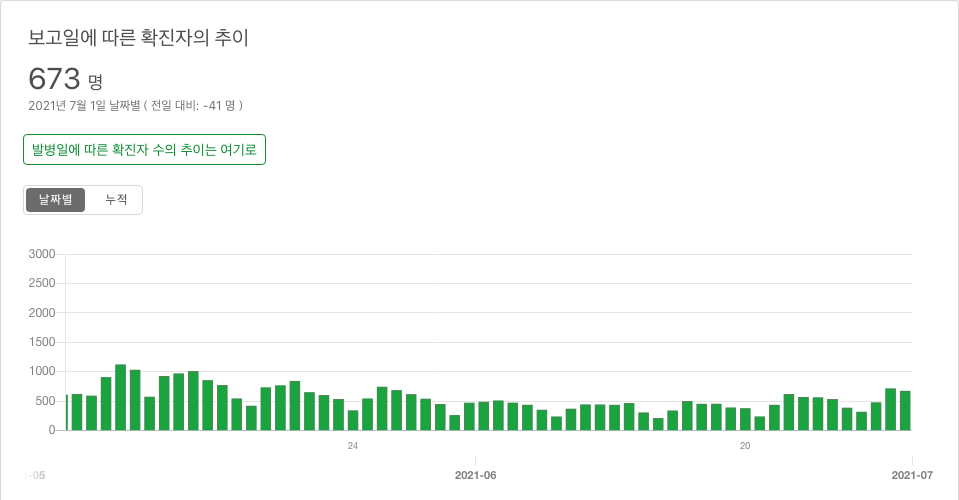 보고일에 따른 확진자의 추이
673 명
2021년 7월 1일 날짜별 ( 전일 대비: -41 명 )
발병일에 따른 확진자 수의 추이는 여기로
날짜별 누적
3000
2500
2000
1500
1000
500
0
24 20
-05 2021-06 2021-07